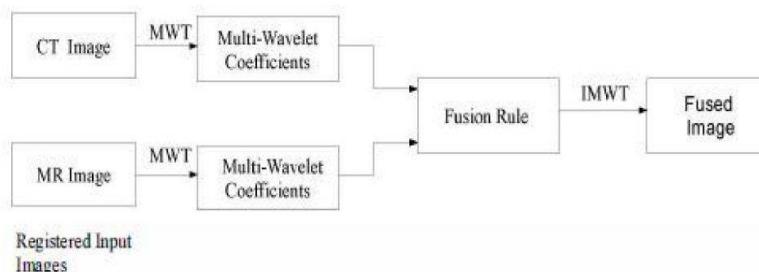 CT Image
MWT
Multi-Wavelet
Coefficients
Fusion Rule
IMWT
Fused
Image
MR Image
MWT
Multi-Wavelet
Coefficients
Registered Input
Images